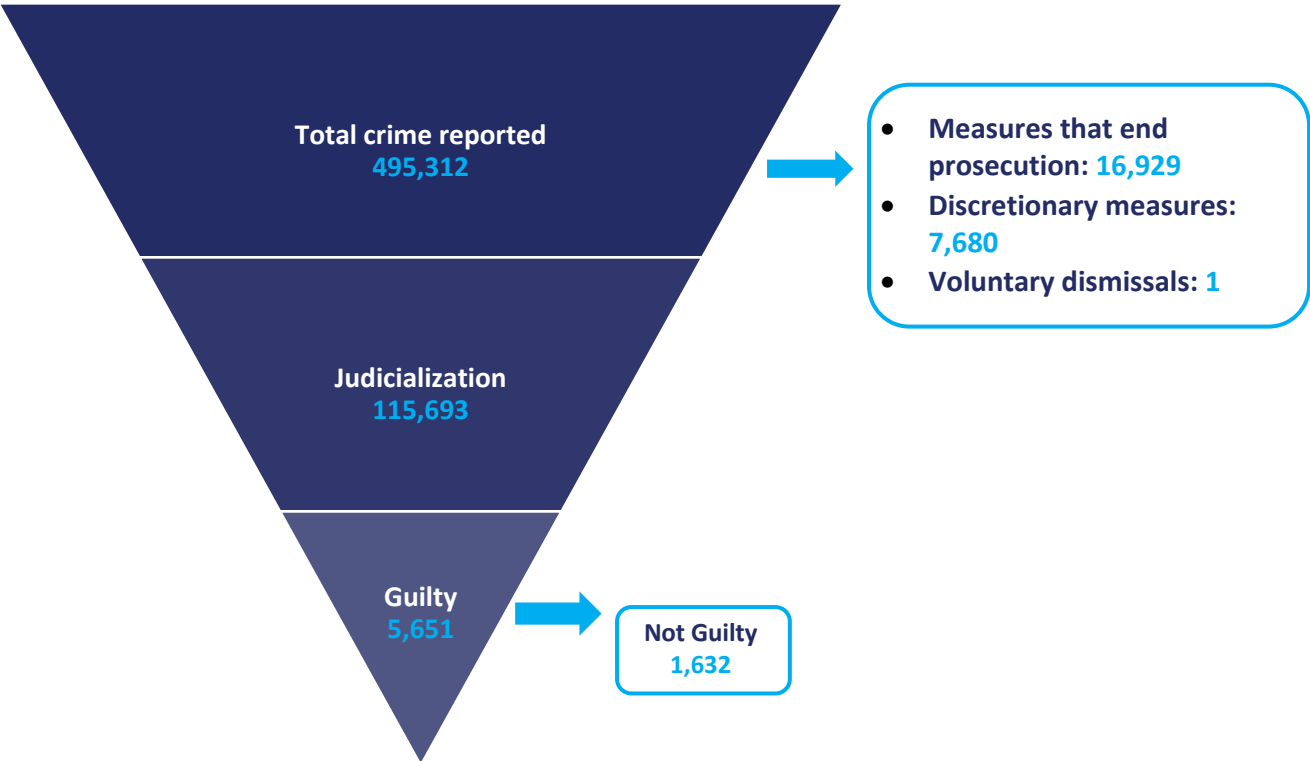 Total crime reported
495,312
• Measures that end
prosecution: 16,929
• Discretionary measures:
7,680
• Voluntary dismissals: 1
Judicialization
115,693
Guilty
5,651
Not Guilty
1,632